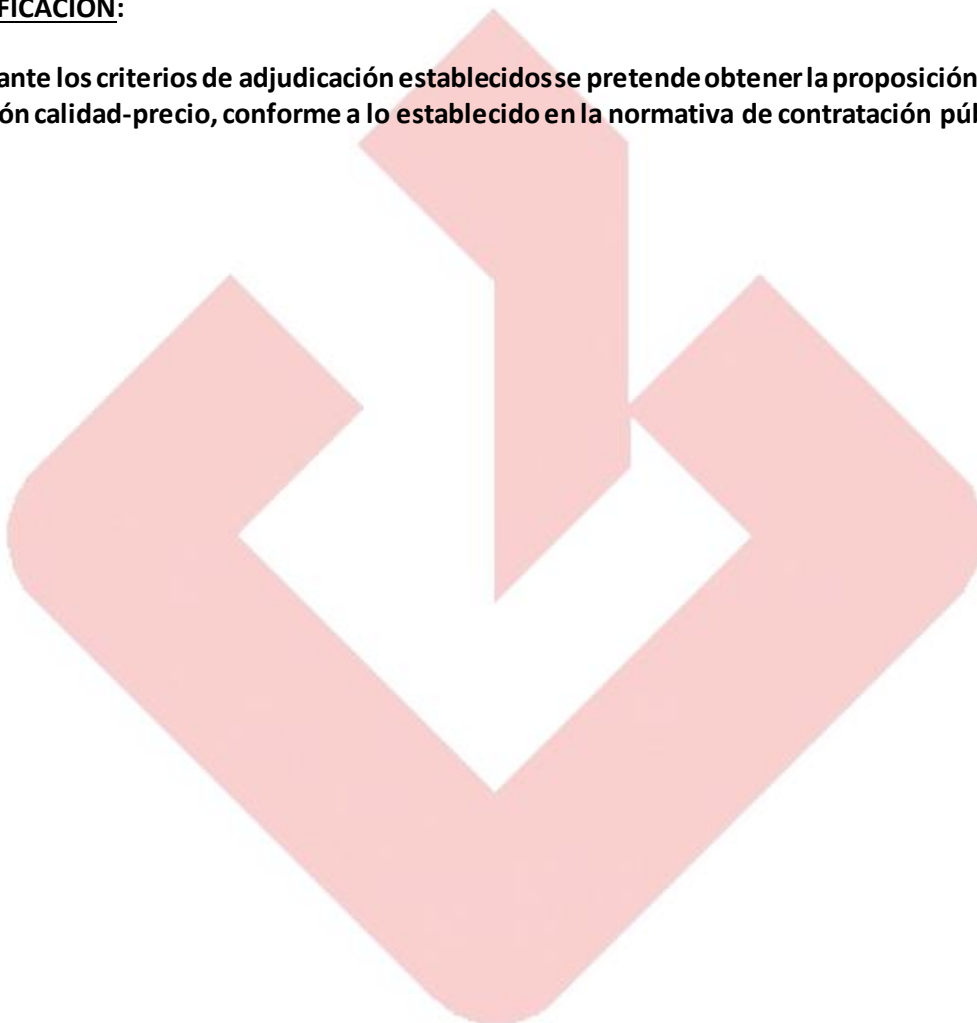 FICACIÓN:
ante los criterios de adjudicación establecidos se pretende obtener la proposición
ón calidad-precio, conforme a lo establecido en la normativa de contratación púb